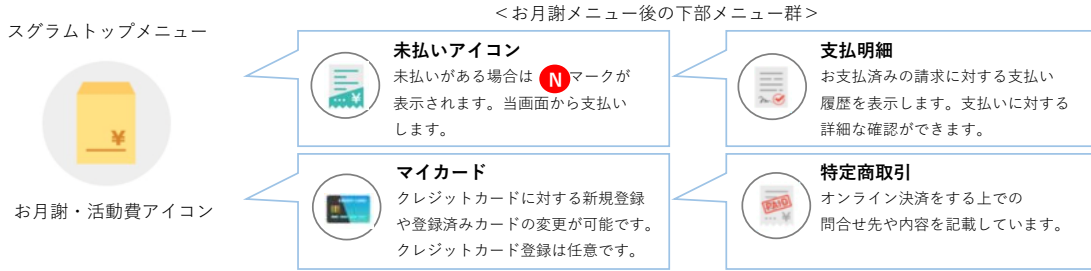 <お月謝メニュー後の下部メニュー群>
スグラムトップメニュー
¥
お月謝・活動費アイコン
... ¥
未払いアイコン
未払いがある場合は N マークが
表示されます。当画面から支払い
します。
支払明細
お支払済みの請求に対する支払い
履歴を表示します。支払いに対する
詳細な確認ができます。
マイカード
クレジットカードに対する新規登録
や登録済みカードの変更が可能です。
クレジットカード登録は任意です。
PAID
... ¥
特定商取引
オンライン決済をする上での
問合せ先や内容を記載しています。